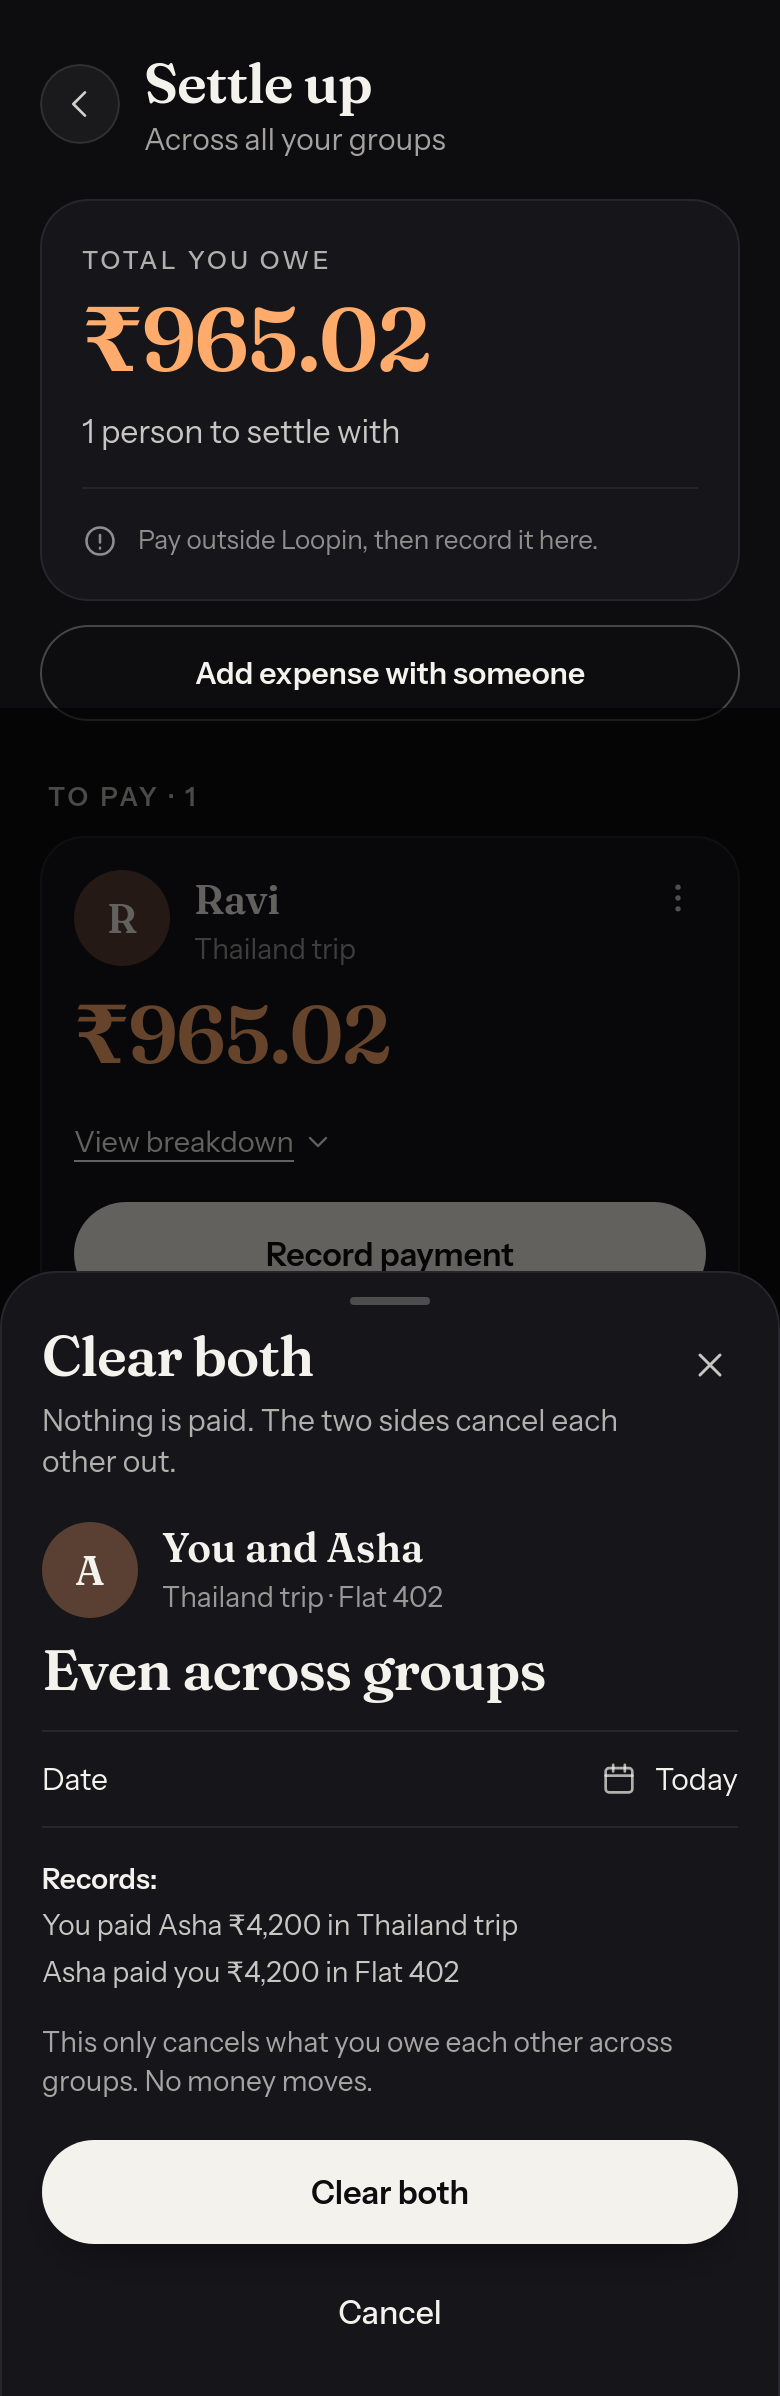 Settle up
Across all your groups
TOTAL YOU OWE
₹965.02
1 person to settle with
Pay outside Loopin, then record it here.
Add expense with someone
TO PAY · 1
R
Ravi
Thailand trip
₹965.02
View breakdown
Record payment
Clear both
Nothing is paid. The two sides cancel each
other out.
A
You and Asha
Thailand trip · Flat 402
Even across groups
Date
Today
Records:
You paid Asha ₹4,200 in Thailand trip
Asha paid you ₹4,200 in Flat 402
This only cancels what you owe each other across
groups. No money moves.
Clear both
Cancel